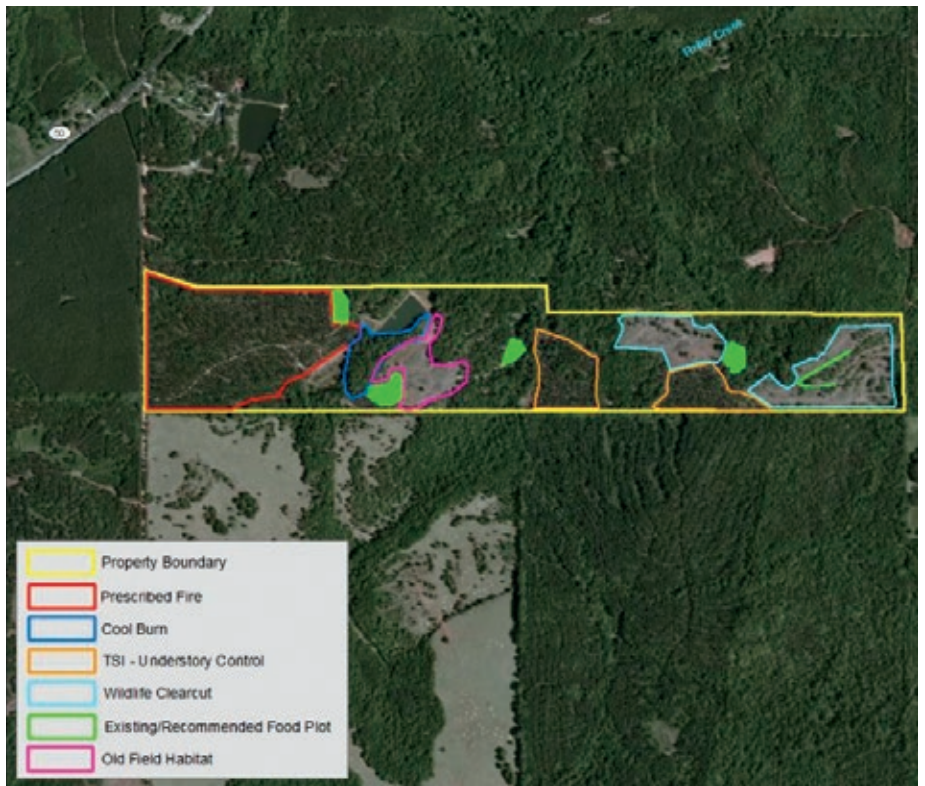 Creek
50
Property Boundary
Prescribed Fire
Cool Burn
TSI - Understory Control
Wildlife Clearcut
Existing/Recommended Food Plot
Old Field Habitat